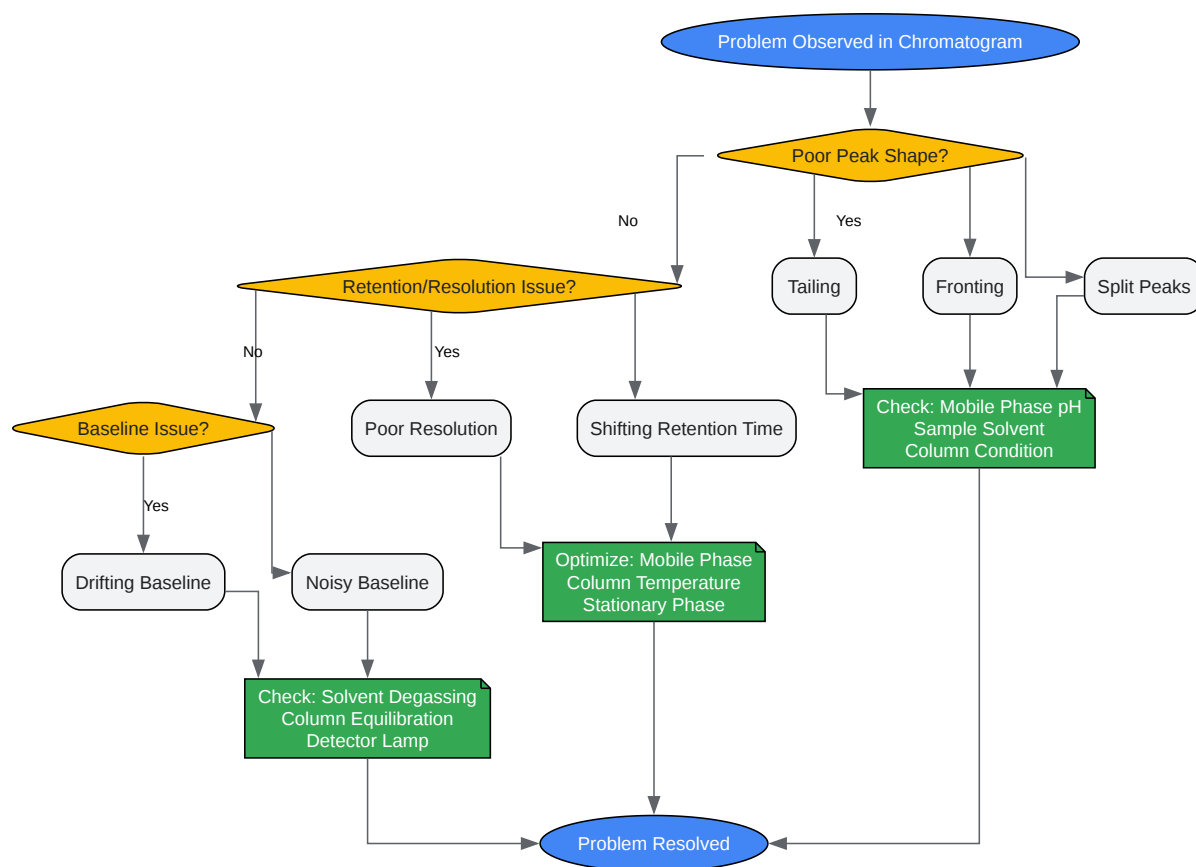 Problem Observed in Chromatogram
Poor Peak Shape?
No
Yes
Retention/Resolution Issue?
Tailing
Fronting
Split Peaks
No
Yes
Baseline Issue?
Poor Resolution
Shifting Retention Time
Check: Mobile Phase pH
Sample Solvent
Column Condition
Yes
Drifting Baseline
Noisy Baseline
Optimize: Mobile Phase
Column Temperature
Stationary Phase
Check: Solvent Degassing
Column Equilibration
Detector Lamp
Problem Resolved